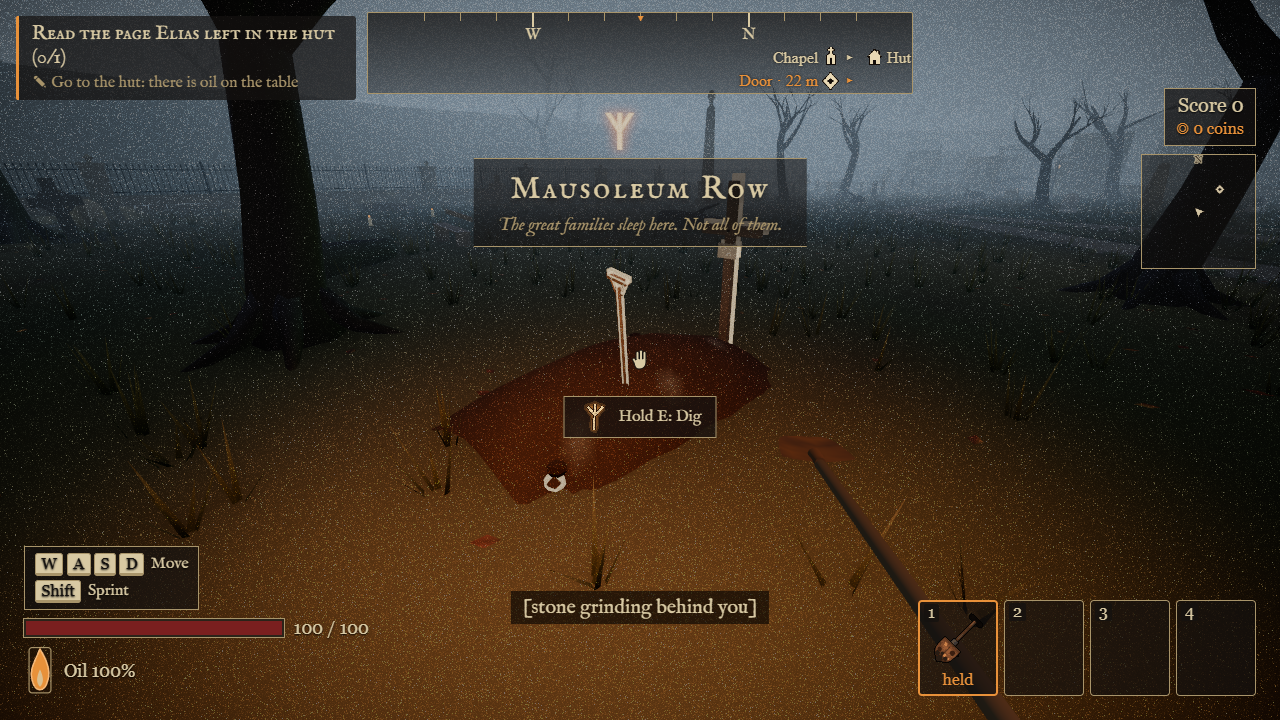 Read the page Elias left in the hut
(0/1)
Go to the hut: there is oil on the table
W N
Chapel Hut
Door · 22 m
Score 0
0 coins
Mausoleum Row
The great families sleep here. Not all of them.
Hold E: Dig
W A S D Move
Shift Sprint
[stone grinding behind you]
100 / 100
Oil 100%
1 2 3 4
held